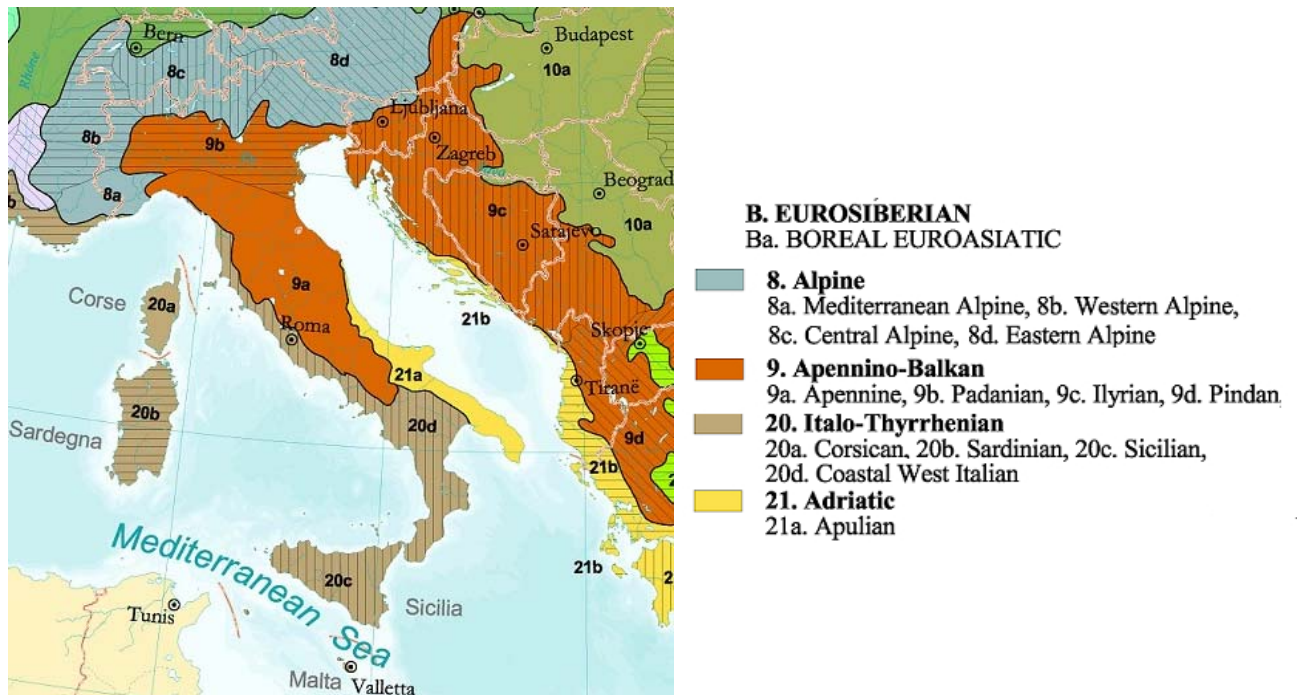 Bern
Budapest
8d
8c
10a
Rhône
Ljubljana
8b
9b
Zagreb
Sava
Beograd
8a
b
9c
10a
Sarajevo
9a
Corse
20a
21b
Skopje
Roma
21a
Tiranë
20b
20d
9d
Sardegna
21b
2
Mediterranean Sea
20c
21b
2
Sicilia
Tunis
Malta
Valletta
B. EUROSIBERIAN
Ba. BOREAL EUROASIATIC
8. Alpine
8a. Mediterranean Alpine, 8b. Western Alpine,
8c. Central Alpine, 8d. Eastern Alpine
9. Apennino-Balkan
9a. Apennine, 9b. Padanian, 9c. Ilyrian, 9d. Pindan,
20. Italo-Thyrrhenian
20a. Corsican, 20b. Sardinian, 20c. Sicilian,
20d. Coastal West Italian
21. Adriatic
21a. Apulian